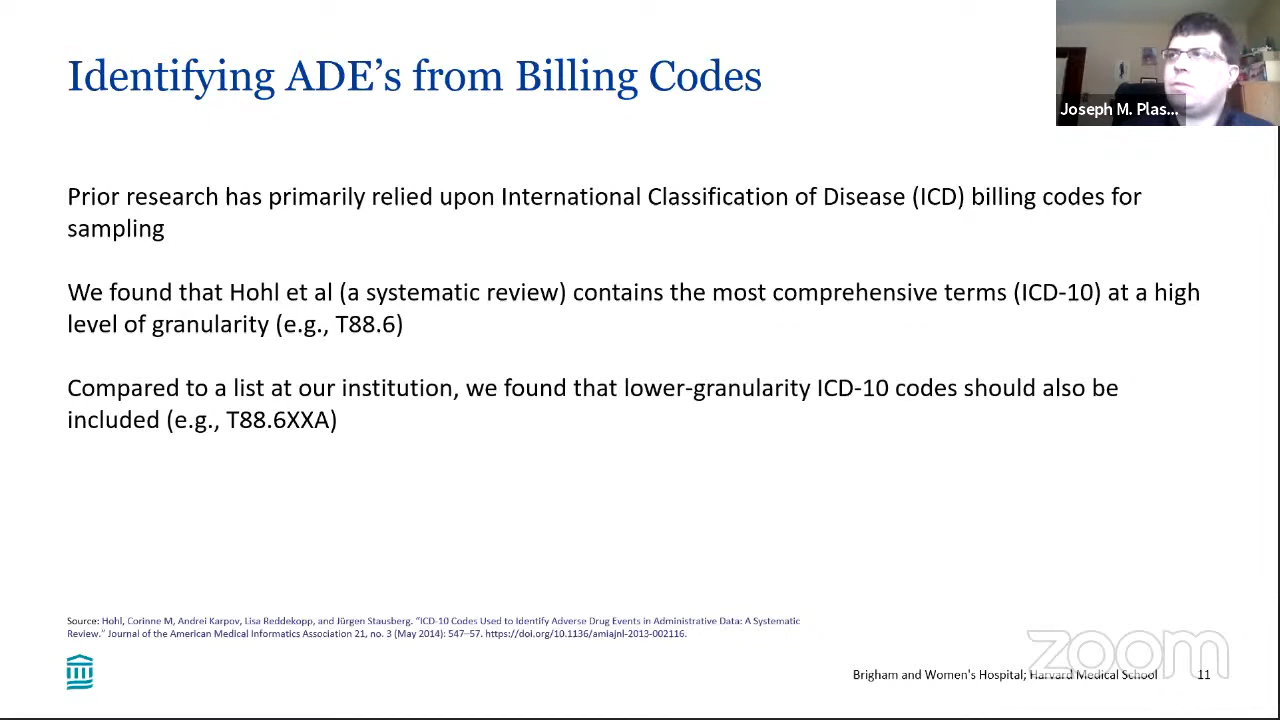 Identifying ADE's from Billing Codes
Joseph M. Plas...
Prior research has primarily relied upon International Classification of Disease (ICD) billing codes for
sampling
We found that Hohl et al (a systematic review) contains the most comprehensive terms (ICD-10) at a high
level of granularity (e.g., T88.6)
Compared to a list at our institution, we found that lower-granularity ICD-10 codes should also be
included (e.g., T88.6XXA)
Source: Hohl, Corinne M, Andrei Karpov, Lisa Reddekopp, and Jürgen Stausberg. "ICD-10 Codes Used to Identify Adverse Drug Events in Administrative Data: A Systematic
Review." Journal of the American Medical Informatics Association 21, no. 3 (May 2014): 547–57. https://doi.org/10.1136/amiajnl-2013-002116.
zoom
Brigham and Women's Hospital; Harvard Medical School
11